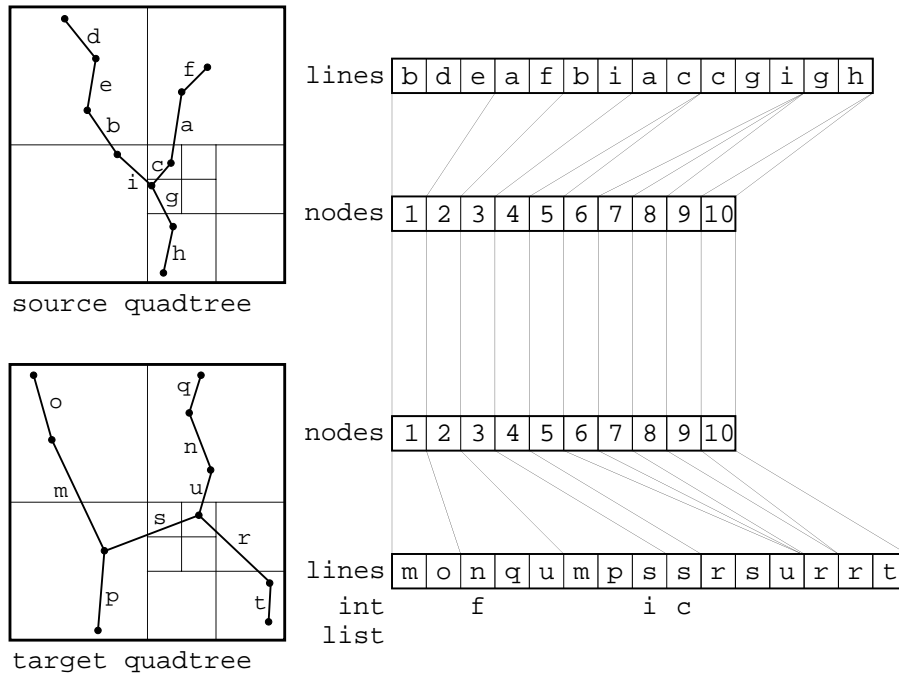 d
e
f
b
a
c
i
g
h
source quadtree
lines b d e a f b i a c c g i g h
nodes 1 2 3 4 5 6 7 8 9 10
o
q
n
m
u
s
r
p
t
target quadtree
nodes 1 2 3 4 5 6 7 8 9 10
lines m o n q u m p s s r s u r r t
int f i c
list